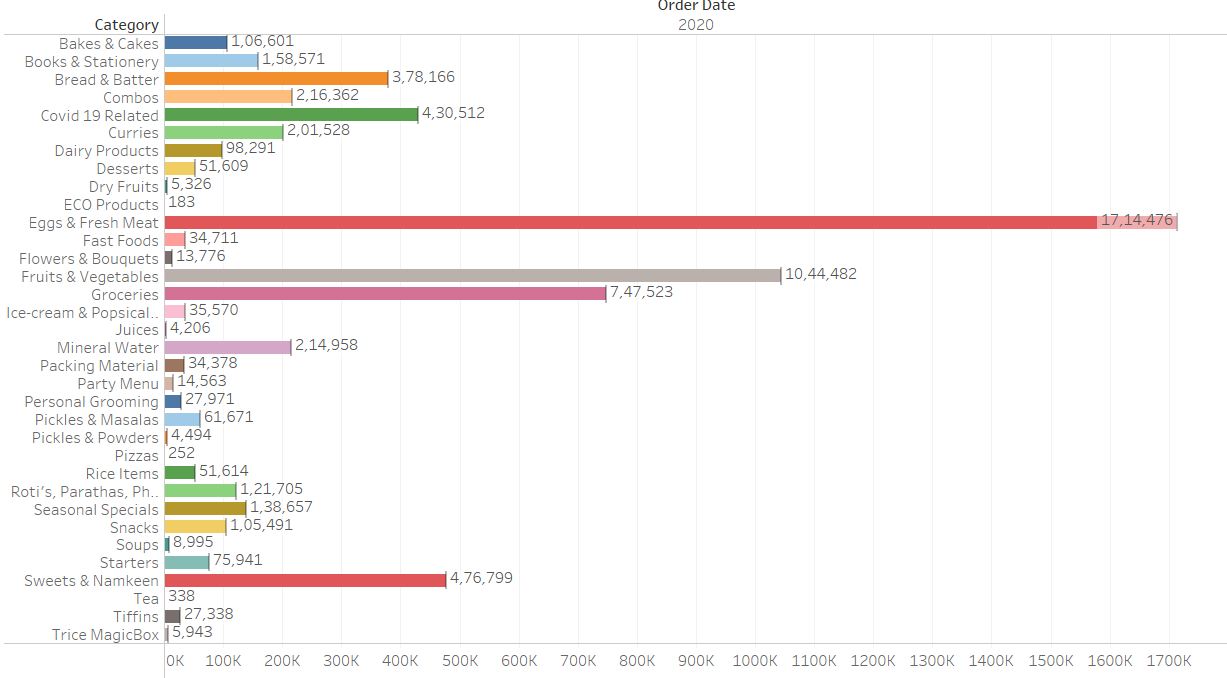 Order Date
Category 2020
Bakes & Cakes 1,06,601
Books & Stationery 1,58,571
Bread & Batter 3,78,166
Combos 2,16,362
Covid 19 Related 4,30,512
Curries 2,01,528
Dairy Products 98,291
Desserts 51,609
Dry Fruits 5,326
ECO Products 183
Eggs & Fresh Meat 17,14,476
Fast Foods 34,711
Flowers & Bouquets 13,776
Fruits & Vegetables 10,44,482
Groceries 7,47,523
Ice-cream & Popsical.. 35,570
Juices 4,206
Mineral Water 2,14,958
Packing Material 34,378
Party Menu 14,563
Personal Grooming 27,971
Pickles & Masalas 61,671
Pickles & Powders 4,494
Pizzas 252
Rice Items 51,614
Roti's, Parathas, Ph.. 1,21,705
Seasonal Specials 1,38,657
Snacks 1,05,491
Soups 8,995
Starters 75,941
Sweets & Namkeen 4,76,799
Tea 338
Tiffins 27,338
Trice MagicBox 5,943
0K 100K 200K 300K 400K 500K 600K 700K 800K 900K 1000K 1100K 1200K 1300K 1400K 1500K 1600K 1700K